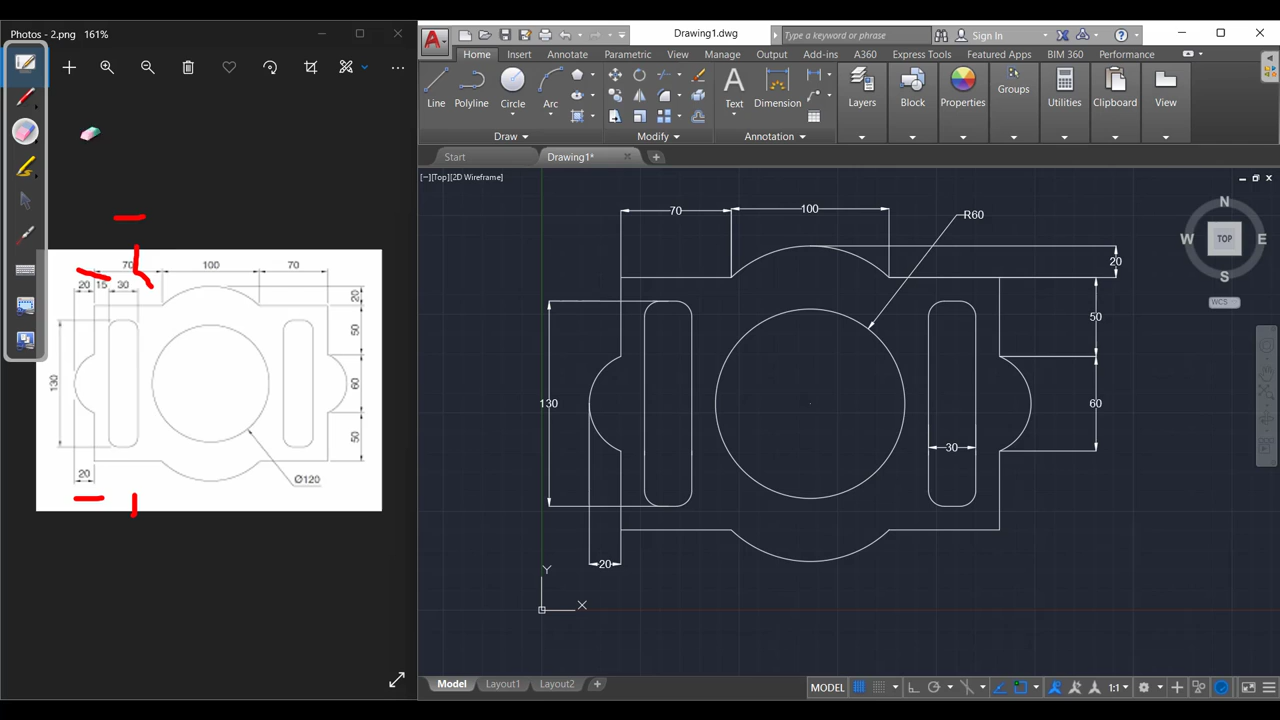 Photos - 2.png 161%
Drawing1.dwg
Type a keyword or phrase
Sign In
Home Insert Annotate Parametric View Manage Output Add-ins A360 Express Tools Featured Apps BIM 360 Performance
Line Polyline Circle Arc
Text Dimension
Layers Block Properties Groups Utilities Clipboard View
Draw Modify Annotation
Start Drawing1*
[−][Top][2D Wireframe]
N
W TOP E
S
WCS
70 100 R60
20
50
130 60
30
20
Y
X
70 100 70
20 15 30
20
50
130 60
50
20
Ø120
Model Layout1 Layout2
MODEL 1:1